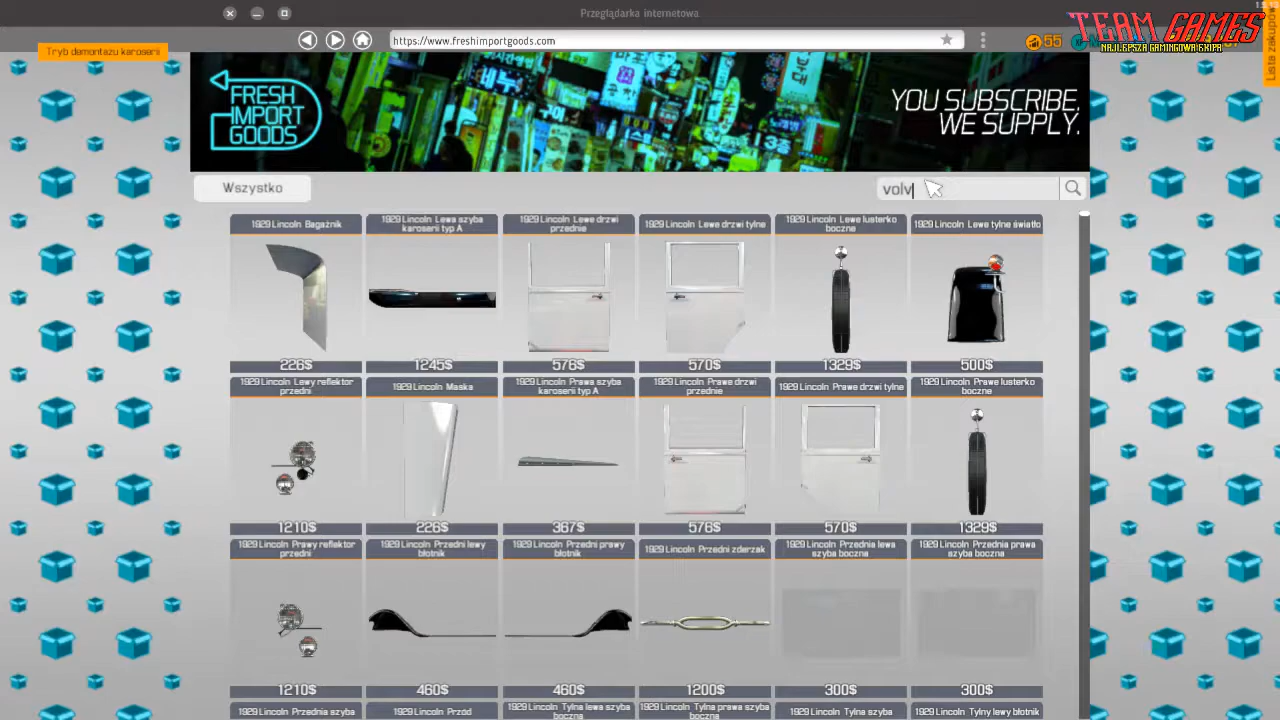 Przeglądarka internetowa
Tryb demontażu karoserii
https://www.freshimportgoods.com
55
TEAM GAMES
NAJLEPSZA GAMINGOWA EKIPA
FRESH
IMPORT
GOODS
YOU SUBSCRIBE.
WE SUPPLY.
Wszystko
volv
1929 Lincoln Bagażnik
1929 Lincoln Lewa szyba
karoserii typ A
1929 Lincoln Lewe drzwi
przednie
1929 Lincoln Lewe drzwi tylne
1929 Lincoln Lewe lusterko
boczne
1929 Lincoln Lewe tylne światło
226$
1245$
576$
570$
1329$
500$
1929 Lincoln Lewy reflektor
przedni
1929 Lincoln Maska
1929 Lincoln Prawa szyba
karoserii typ A
1929 Lincoln Prawe drzwi
przednie
1929 Lincoln Prawe drzwi tylne
1929 Lincoln Prawe lusterko
boczne
1210$
226$
367$
576$
570$
1329$
1929 Lincoln Prawy reflektor
przedni
1929 Lincoln Przedni lewy
błotnik
1929 Lincoln Przedni prawy
błotnik
1929 Lincoln Przedni zderzak
1929 Lincoln Przednia lewa
szyba boczna
1929 Lincoln Przednia prawa
szyba boczna
1210$
460$
460$
1200$
300$
300$
1929 Lincoln Przednia szyba
1929 Lincoln Przód
1929 Lincoln Tylna lewa szyba
boczna
1929 Lincoln Tylna prawa szyba
boczna
1929 Lincoln Tylna szyba
1929 Lincoln Tylny lewy błotnik